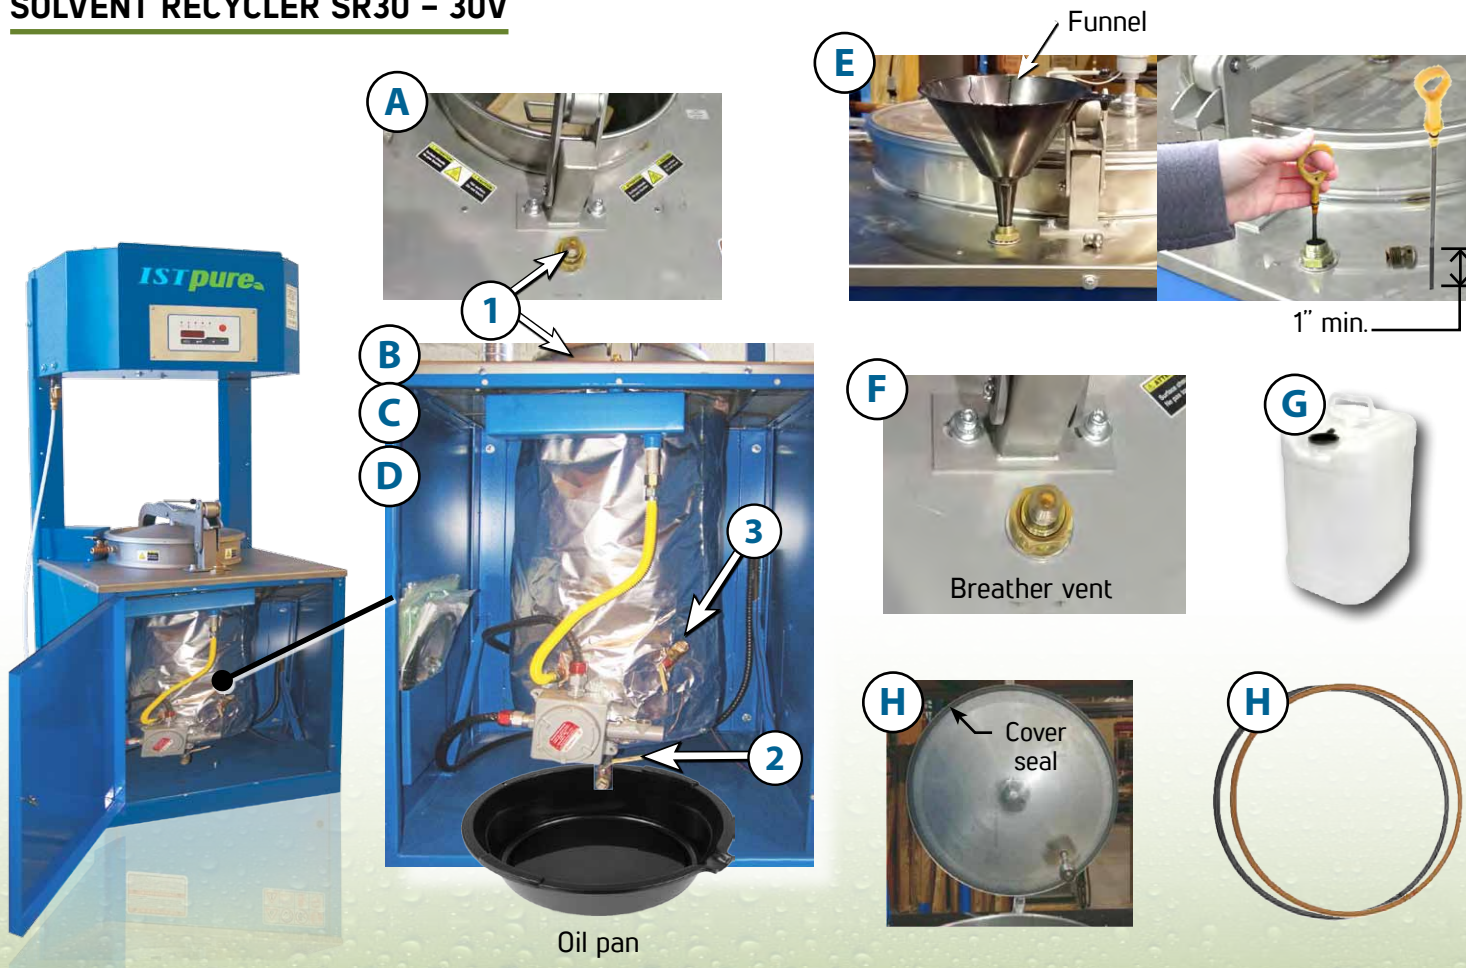 SOLVENT RECYCLER SR30 – 30V
Funnel
E
A
1
1” min.
B
C
D
F
G
ISTpure
3
Breather vent
2
H
Cover
seal
H
Oil pan